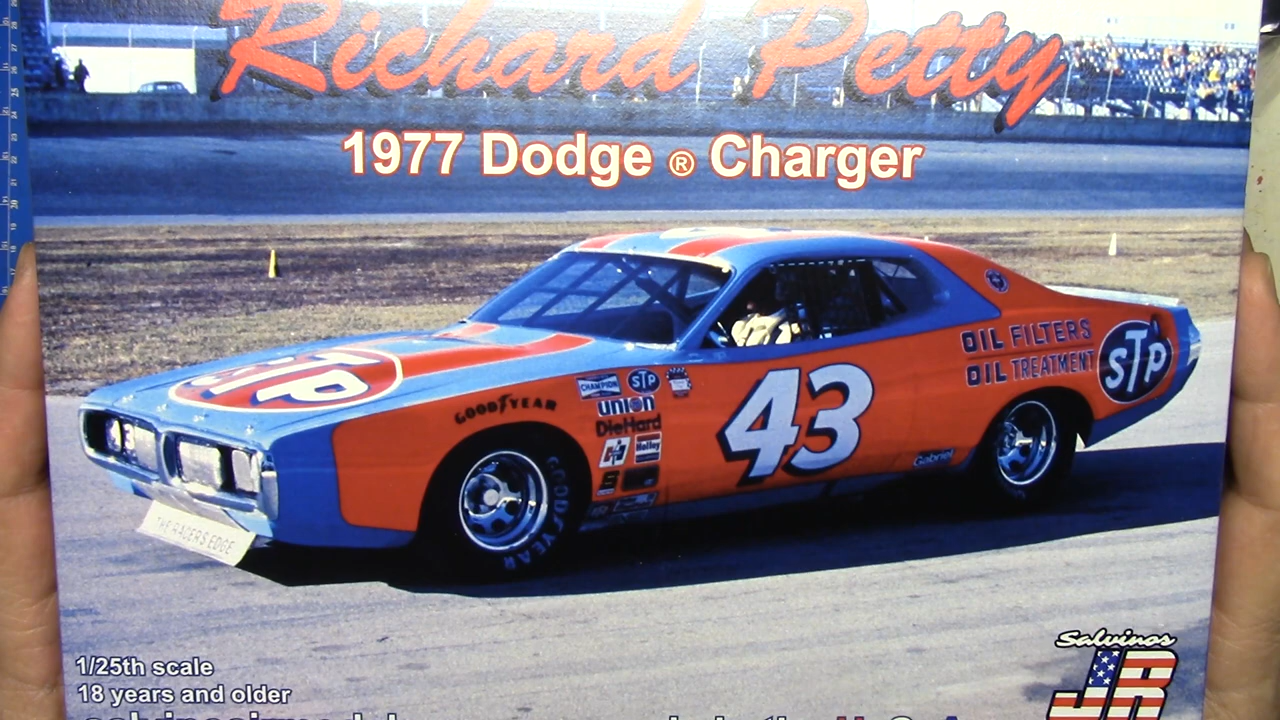 Richard Petty
1977 Dodge ® Charger
STP
GOODYEAR
CHAMPION
STP
UNION
DieHard
Holley
43
Gabriel
OIL FILTERS
OIL TREATMENT
STP
GOODYEAR
THE RACERS EDGE
1/25th scale
18 years and older
Salvinos
JR